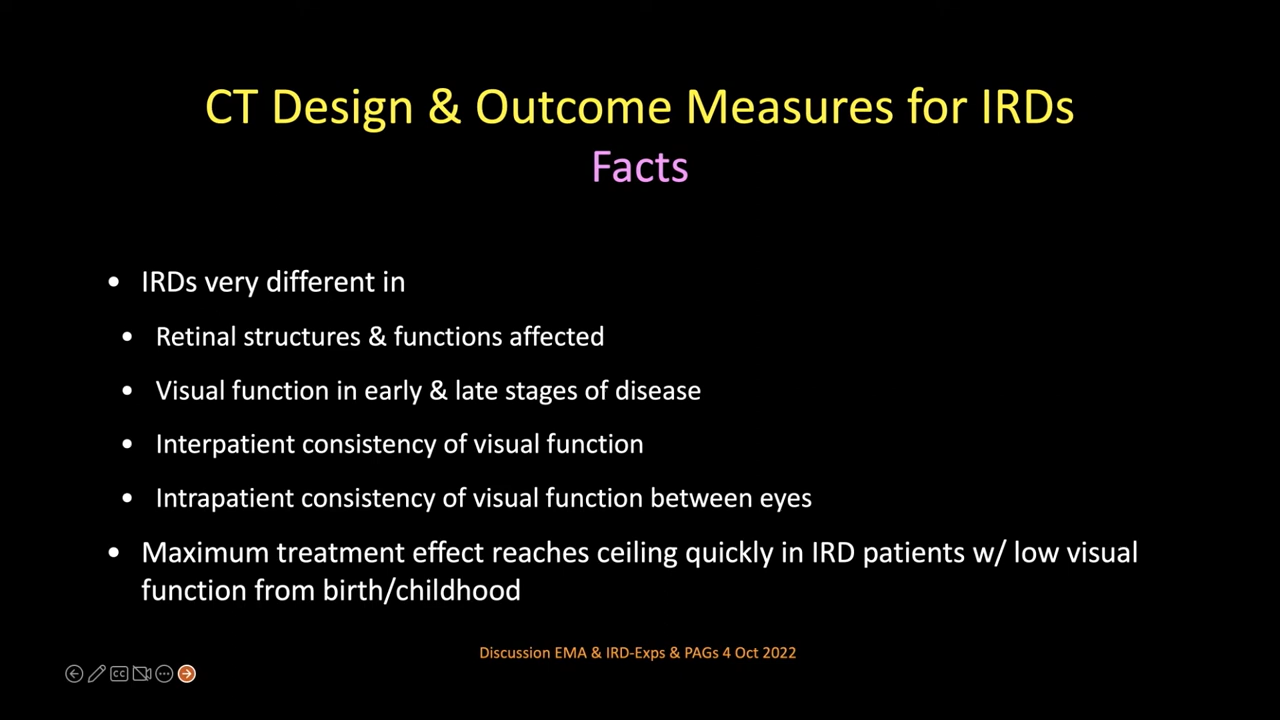 CT Design & Outcome Measures for IRDs
Facts
• IRDs very different in
• Retinal structures & functions affected
• Visual function in early & late stages of disease
• Interpatient consistency of visual function
• Intrapatient consistency of visual function between eyes
• Maximum treatment effect reaches ceiling quickly in IRD patients w/ low visual
function from birth/childhood
Discussion EMA & IRD-Exps & PAGs 4 Oct 2022
CC